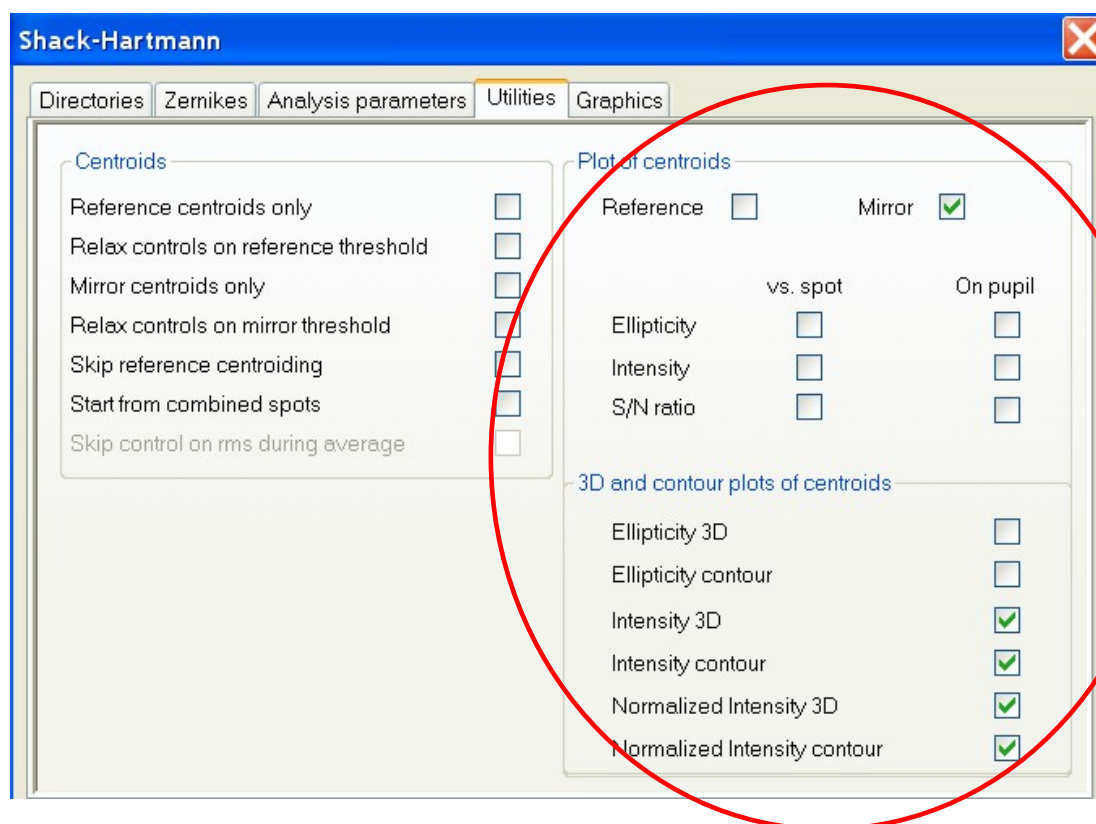 Shack-Hartmann
Directories Zernikes Analysis parameters Utilities Graphics
Centroids
Reference centroids only
Relax controls on reference threshold
Mirror centroids only
Relax controls on mirror threshold
Skip reference centroiding
Start from combined spots
Skip control on rms during average
Plot of centroids
Reference Mirror
vs. spot On pupil
Ellipticity
Intensity
S/N ratio
3D and contour plots of centroids
Ellipticity 3D
Ellipticity contour
Intensity 3D
Intensity contour
Normalized Intensity 3D
Normalized Intensity contour